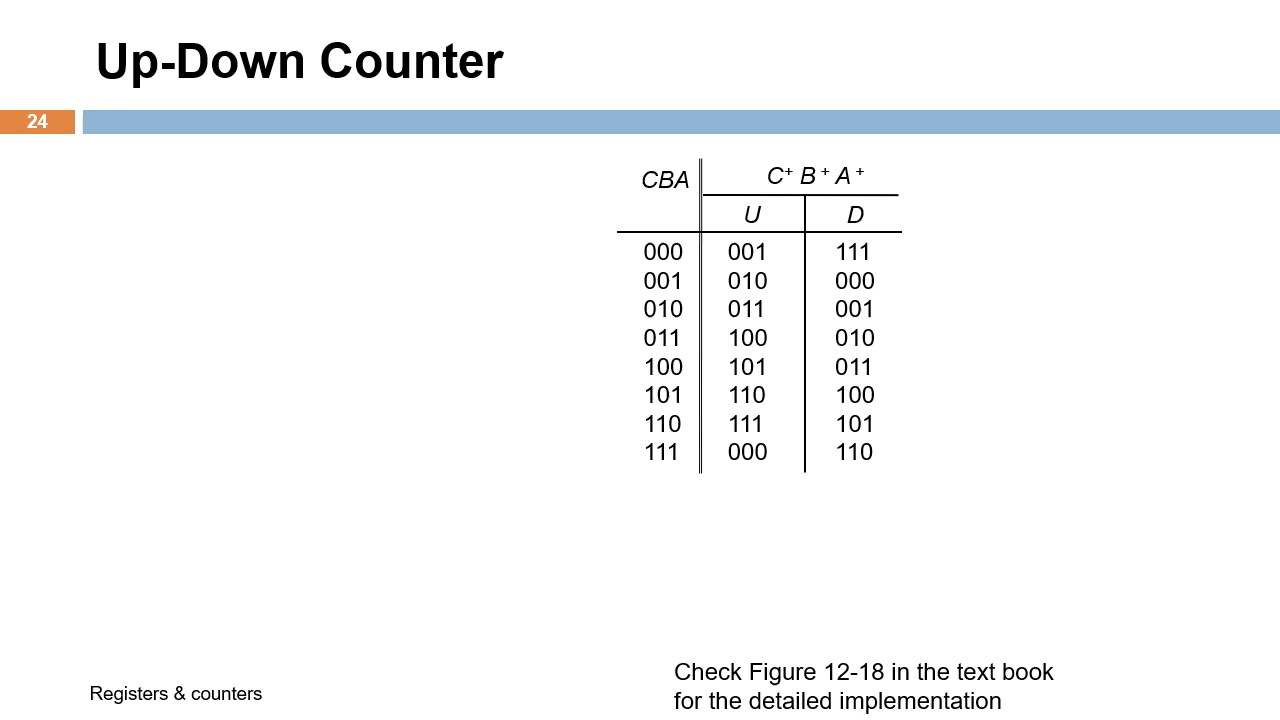 Up-Down Counter
24
CBA C⁺ B⁺ A⁺
U D
000 001 111
001 010 000
010 011 001
011 100 010
100 101 011
101 110 100
110 111 101
111 000 110
Check Figure 12-18 in the text book
for the detailed implementation
Registers & counters